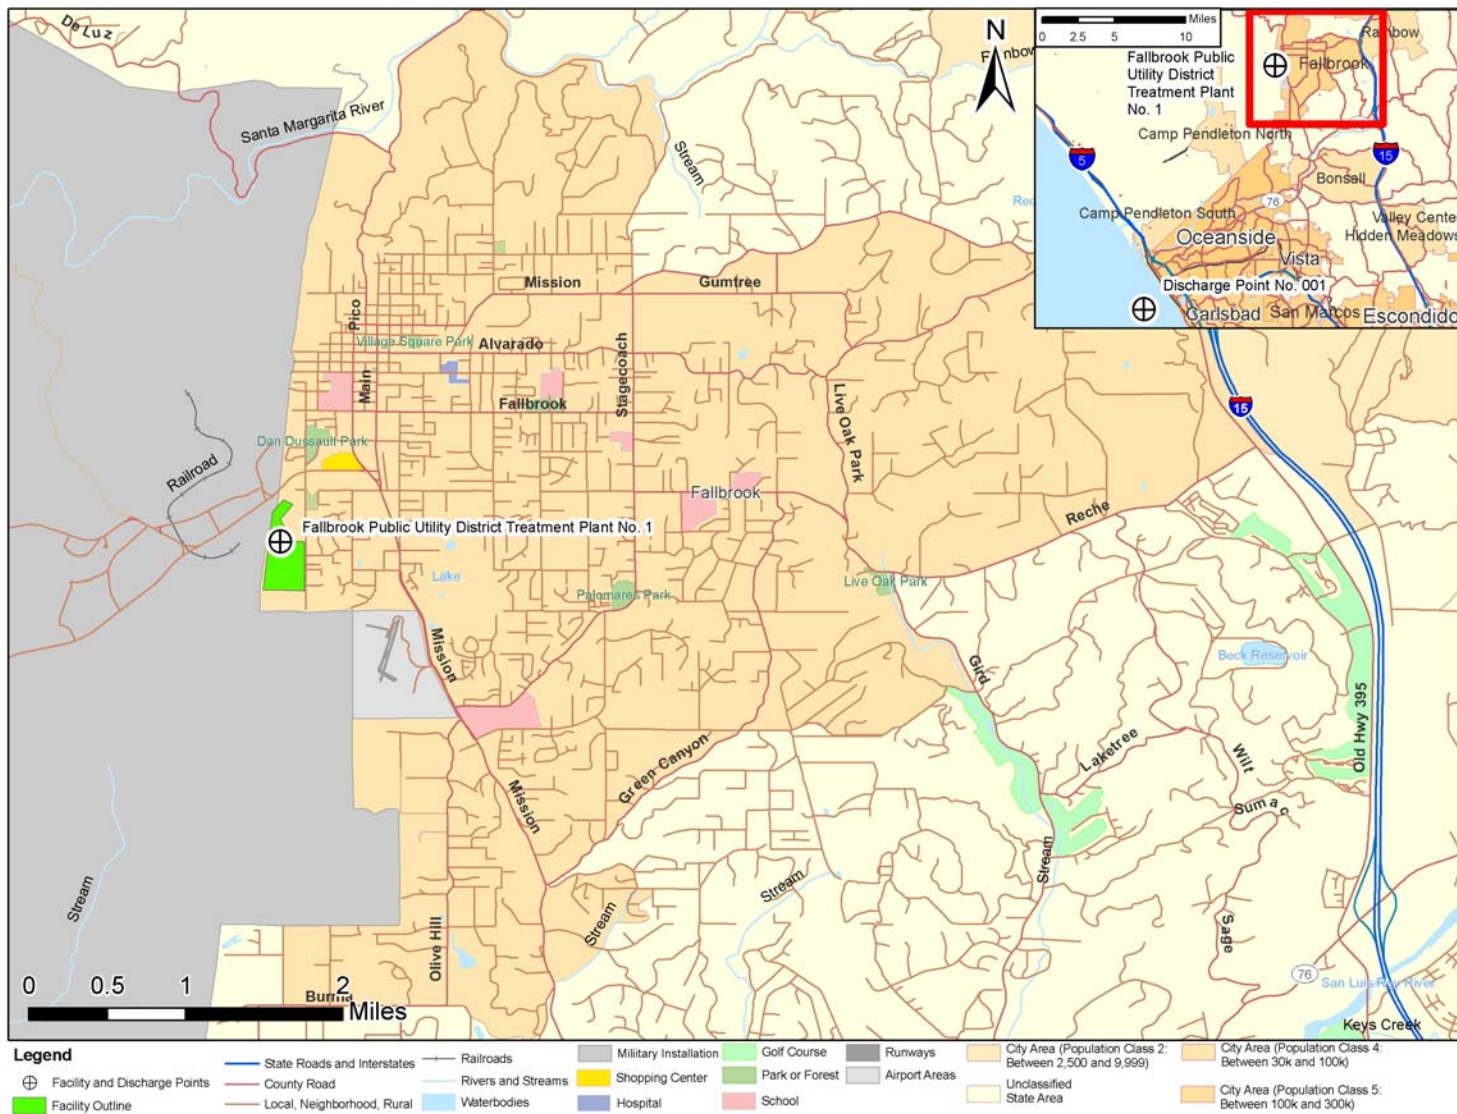 De Luz
Santa Margarita River
N
Stream
Rainbow
Mission
Gumtree
Pico
Village Square Park
Alvarado
Main
Stagecoach
Fallbrook
Live Oak Park
15
Dan Dussault Park
Railroad
Fallbrook
Reche
Fallbrook Public Utility District Treatment Plant No. 1
Lake
Palomares Park
Live Oak Park
Mission
Gird
Beck Reservoir
Old Hwy 395
Laketree
Wilt
Green Canyon
Sumac
Mission
Stream
Stream
Stream
Stream
Olive Hill
Sage
76
San Luis Rey River
Keys Creek
Burma
0 0.5 1 2
Miles
Miles
0 2.5 5 10
Rainbow
Fallbrook Public
Utility District
Treatment Plant
No. 1
Fallbrook
Camp Pendleton North
5
15
Bonsall
76
Camp Pendleton South
Valley Cente
Hidden Meadows
Oceanside
Vista
Discharge Point No. 001
Carlsbad
San Marcos
Escondido
Legend
Facility and Discharge Points
Facility Outline
State Roads and Interstates
County Road
Local, Neighborhood, Rural
Railroads
Rivers and Streams
Waterbodies
Military Installation
Shopping Center
Hospital
Golf Course
Park or Forest
School
Runways
Airport Areas
City Area (Population Class 2:
Between 2,500 and 9,999)
Unclassified
State Area
City Area (Population Class 4:
Between 30k and 100k)
City Area (Population Class 5:
Between 100k and 300k)